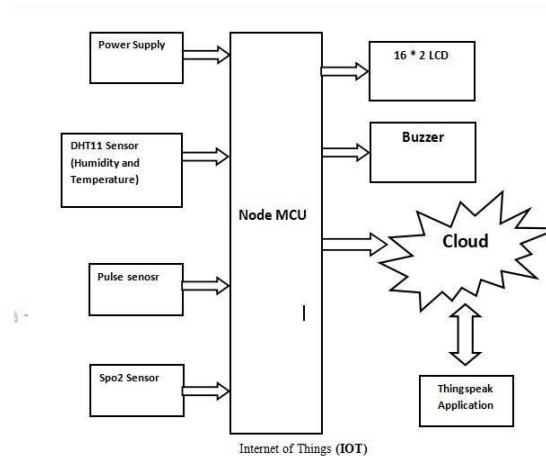 Power Supply
16 * 2 LCD
DHT11 Sensor
(Humidity and
Temperature)
Buzzer
Node MCU
Cloud
Pulse senosr
Spo2 Sensor
Thingspeak
Application
Internet of Things (IOT)